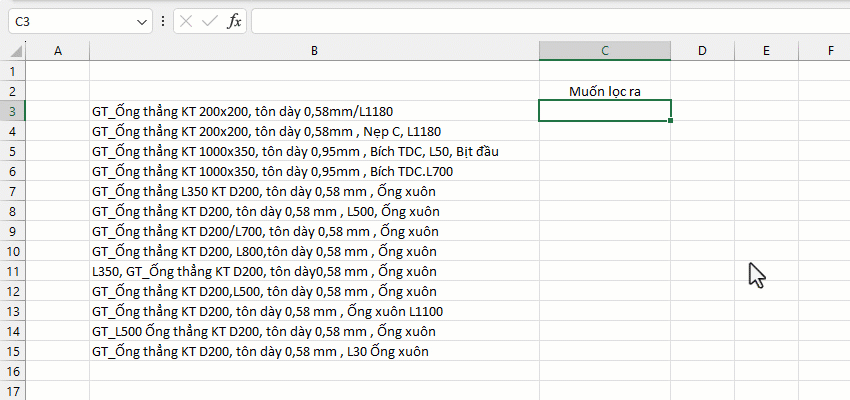 C3 fx
A B C D E F
1
2 Muốn lọc ra
3 GT_Ống thẳng KT 200x200, tôn dày 0,58mm/L1180
4 GT_Ống thẳng KT 200x200, tôn dày 0,58mm , Nẹp C, L1180
5 GT_Ống thẳng KT 1000x350, tôn dày 0,95mm , Bích TDC, L50, Bịt đầu
6 GT_Ống thẳng KT 1000x350, tôn dày 0,95mm , Bích TDC.L700
7 GT_Ống thẳng L350 KT D200, tôn dày 0,58 mm , Ống xuôn
8 GT_Ống thẳng KT D200, tôn dày 0,58 mm , L500, Ống xuôn
9 GT_Ống thẳng KT D200/L700, tôn dày 0,58 mm , Ống xuôn
10 GT_Ống thẳng KT D200, L800,tôn dày 0,58 mm , Ống xuôn
11 L350, GT_Ống thẳng KT D200, tôn dày0,58 mm , Ống xuôn
12 GT_Ống thẳng KT D200,L500, tôn dày 0,58 mm , Ống xuôn
13 GT_Ống thẳng KT D200, tôn dày 0,58 mm , Ống xuôn L1100
14 GT_L500 Ống thẳng KT D200, tôn dày 0,58 mm , Ống xuôn
15 GT_Ống thẳng KT D200, tôn dày 0,58 mm , L30 Ống xuôn
16
17